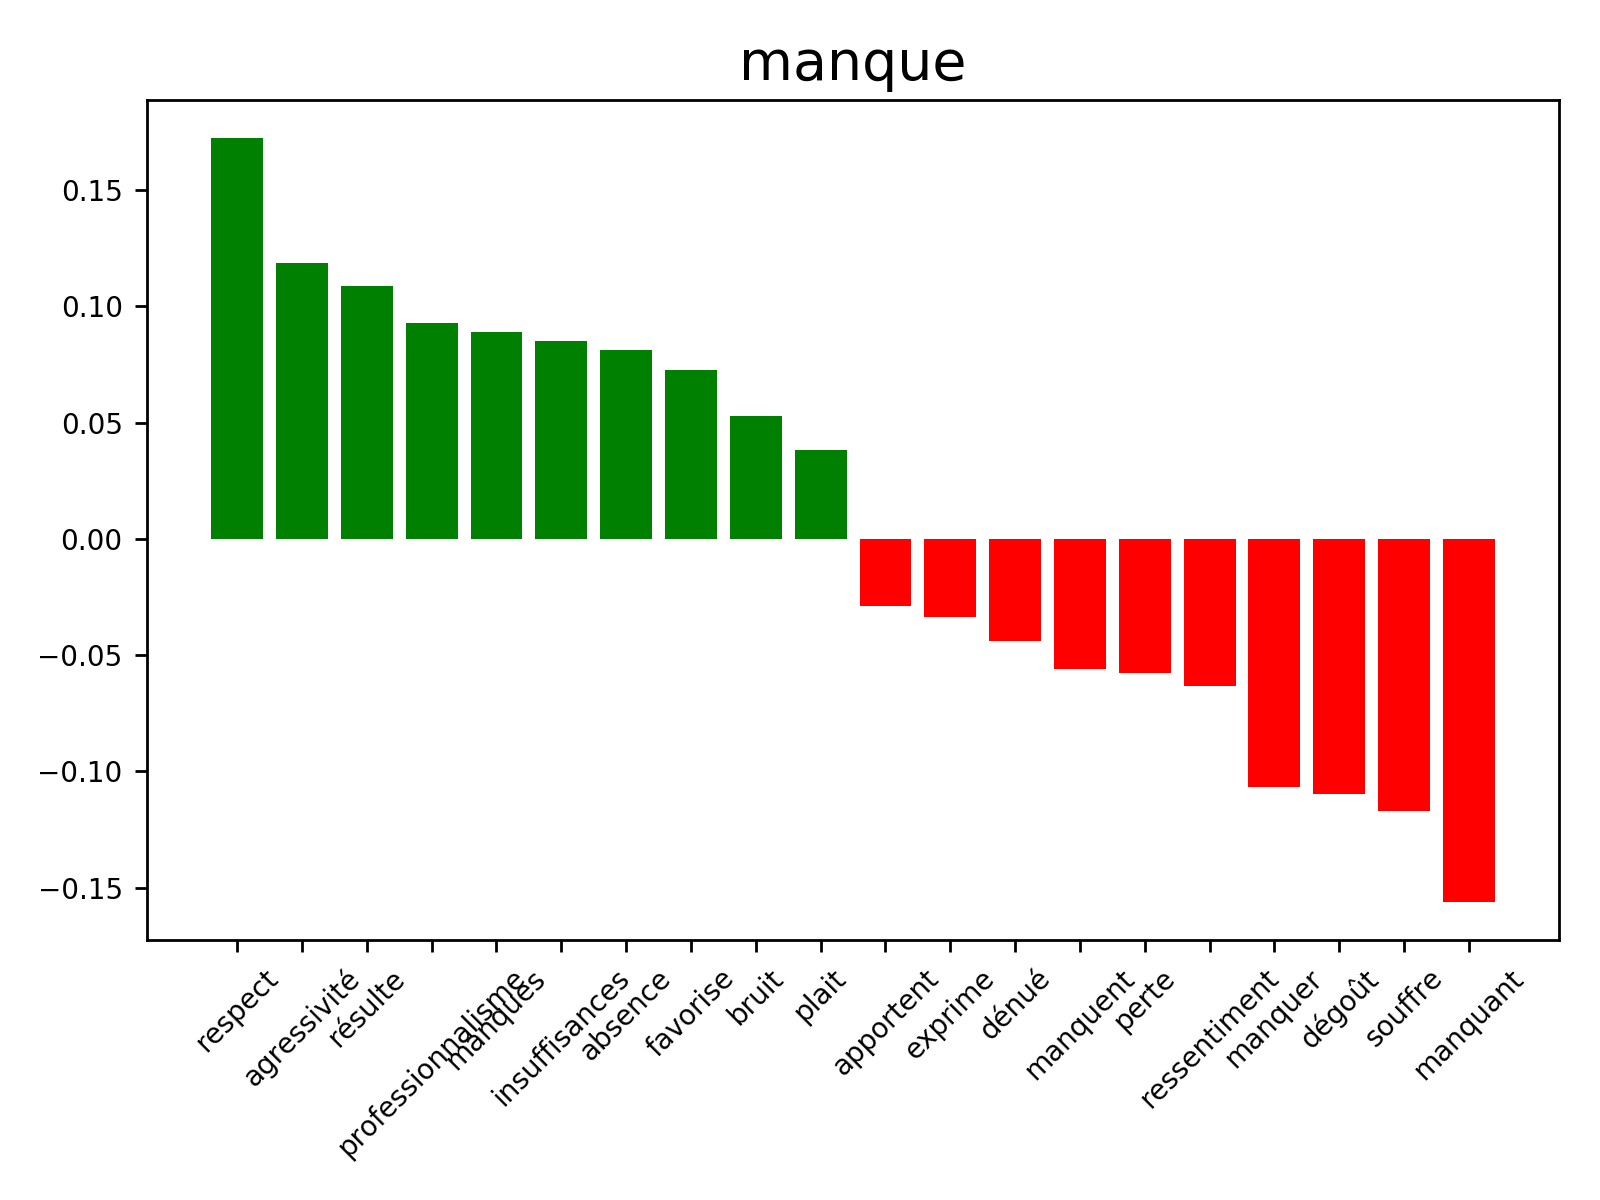 manque
0.15
0.10
0.05
0.00
−0.05
−0.10
−0.15
respect
agressivité
résulte
professionnalisme
manques
insuffisances
absence
favorise
bruit
plait
apportent
exprime
dénué
manquent
perte
ressentiment
manquer
dégoût
souffre
manquant